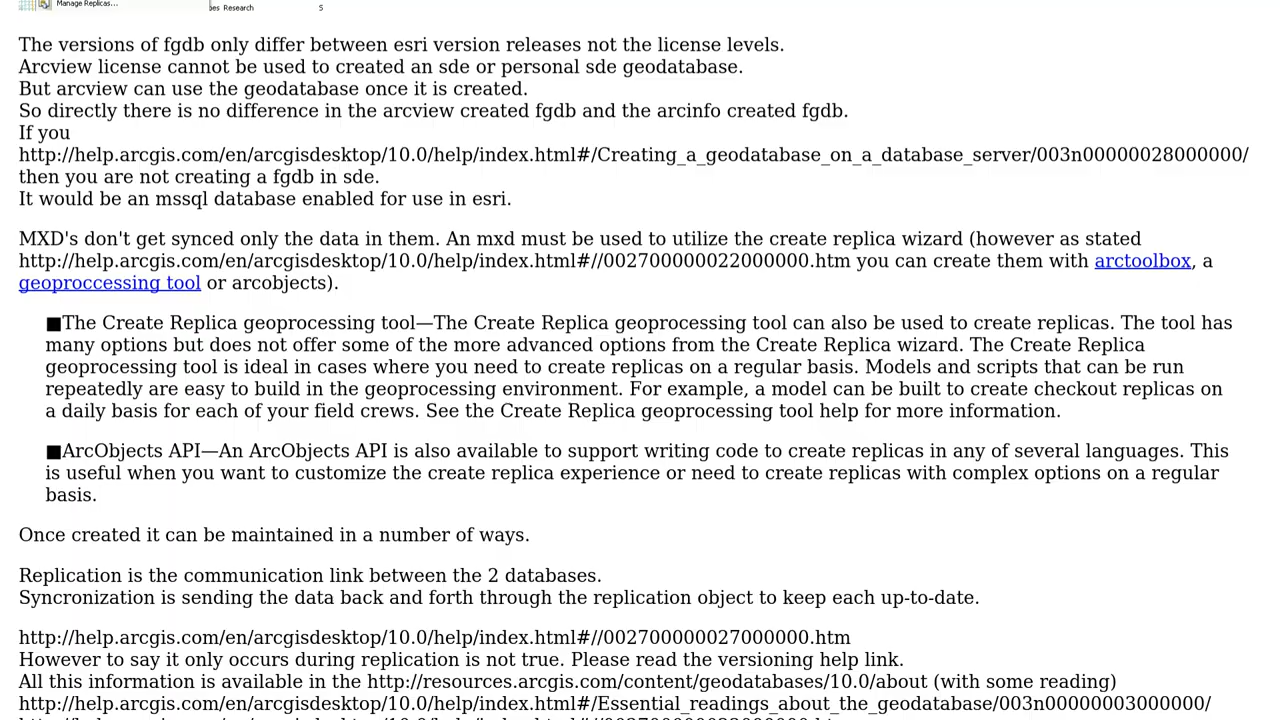 Manage Replicas...
des Research 5
The versions of fgdb only differ between esri version releases not the license levels.
Arcview license cannot be used to created an sde or personal sde geodatabase.
But arcview can use the geodatabase once it is created.
So directly there is no difference in the arcview created fgdb and the arcinfo created fgdb.
If you
http://help.arcgis.com/en/arcgisdesktop/10.0/help/index.html#/Creating_a_geodatabase_on_a_database_server/003n00000028000000/
then you are not creating a fgdb in sde.
It would be an mssql database enabled for use in esri.
MXD's don't get synced only the data in them. An mxd must be used to utilize the create replica wizard (however as stated
http://help.arcgis.com/en/arcgisdesktop/10.0/help/index.html#//002700000022000000.htm you can create them with arctoolbox, a
geoproccessing tool or arcobjects).
■The Create Replica geoprocessing tool—The Create Replica geoprocessing tool can also be used to create replicas. The tool has
many options but does not offer some of the more advanced options from the Create Replica wizard. The Create Replica
geoprocessing tool is ideal in cases where you need to create replicas on a regular basis. Models and scripts that can be run
repeatedly are easy to build in the geoprocessing environment. For example, a model can be built to create checkout replicas on
a daily basis for each of your field crews. See the Create Replica geoprocessing tool help for more information.
■ArcObjects API—An ArcObjects API is also available to support writing code to create replicas in any of several languages. This
is useful when you want to customize the create replica experience or need to create replicas with complex options on a regular
basis.
Once created it can be maintained in a number of ways.
Replication is the communication link between the 2 databases.
Syncronization is sending the data back and forth through the replication object to keep each up-to-date.
http://help.arcgis.com/en/arcgisdesktop/10.0/help/index.html#//002700000027000000.htm
However to say it only occurs during replication is not true. Please read the versioning help link.
All this information is available in the http://resources.arcgis.com/content/geodatabases/10.0/about (with some reading)
http://help.arcgis.com/en/arcgisdesktop/10.0/help/index.html#/Essential_readings_about_the_geodatabase/003n00000003000000/